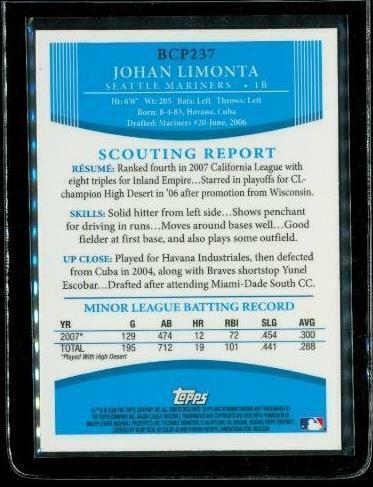 BCP237
JOHAN LIMONTA
SEATTLE MARINERS™ • 1B
Ht: 6'0" Wt: 205 Bats: Left Throws: Left
Born: 8-4-83, Havana, Cuba
Drafted: Mariners #20-June, 2006
SCOUTING REPORT
RÉSUMÉ: Ranked fourth in 2007 California League with
eight triples for Inland Empire...Starred in playoffs for CL-
champion High Desert in '06 after promotion from Wisconsin.
SKILLS: Solid hitter from left side...Shows penchant
for driving in runs...Moves around bases well...Good
fielder at first base, and also plays some outfield.
UP CLOSE: Played for Havana Industriales, then defected
from Cuba in 2004, along with Braves shortstop Yunel
Escobar...Drafted after attending Miami-Dade South CC.
MINOR LEAGUE BATTING RECORD
YR G AB HR RBI SLG AVG
2007* 129 474 12 72 .454 .300
TOTAL 195 712 19 101 .441 .288
*Played With High Desert
Topps